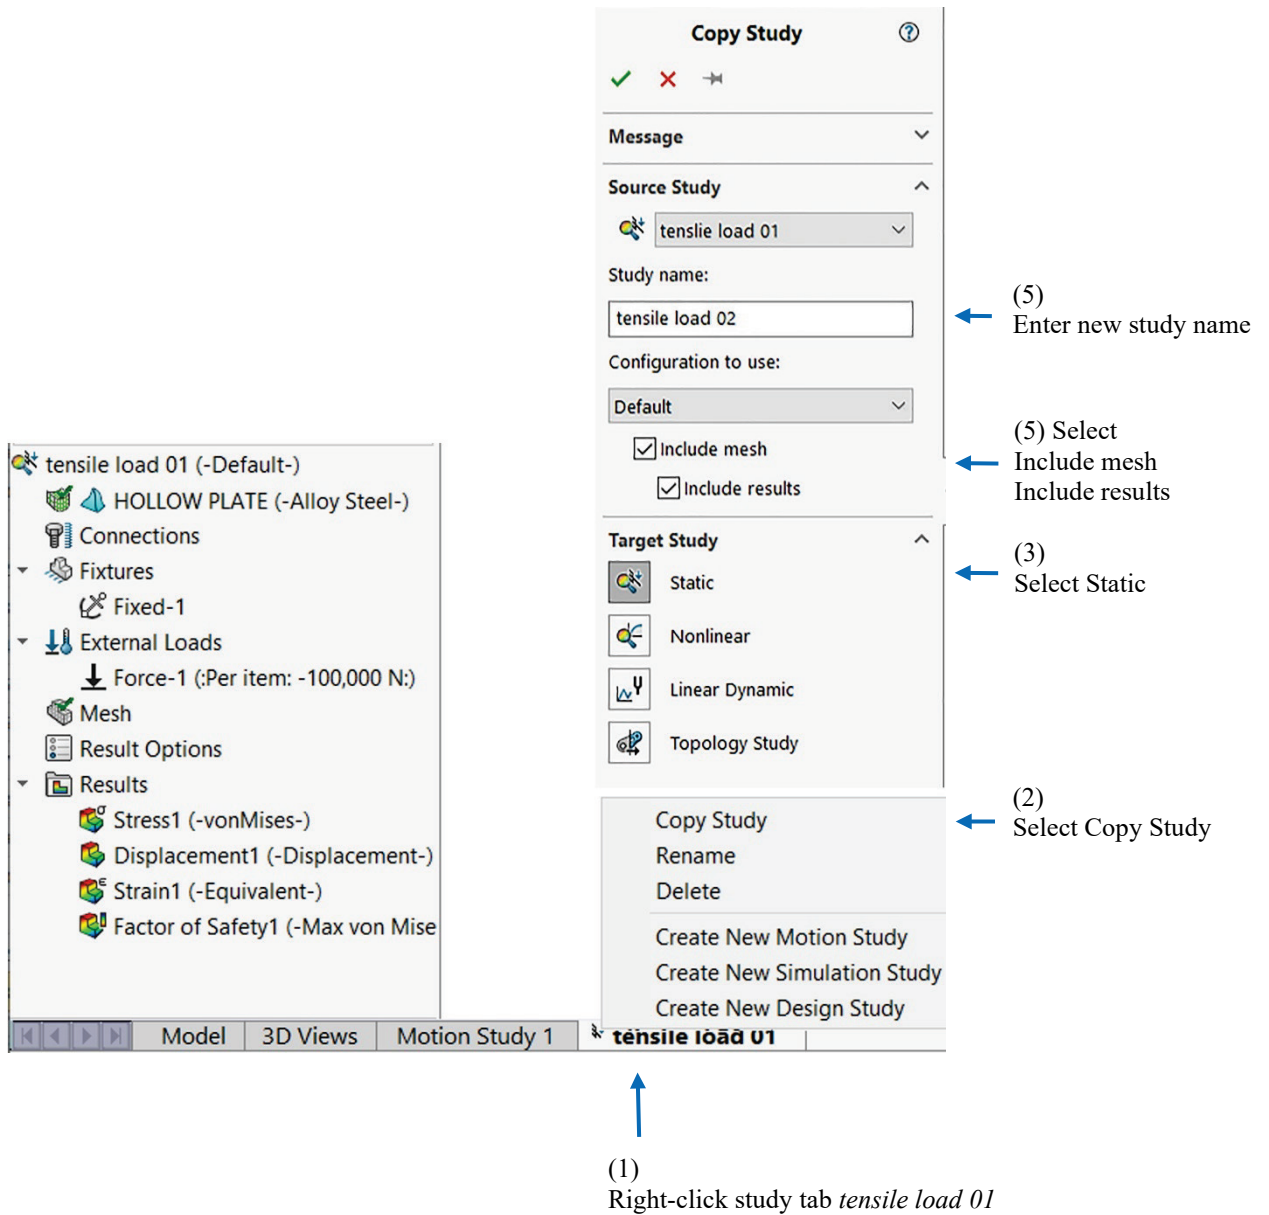 Copy Study
Message
Source Study
tenslie load 01
Study name:
tensile load 02
Configuration to use:
Default
Include mesh
Include results
Target Study
Static
Nonlinear
Linear Dynamic
Topology Study
(5)
Enter new study name
(5) Select
Include mesh
Include results
(3)
Select Static
(2)
Select Copy Study
tensile load 01 (-Default-)
HOLLOW PLATE (-Alloy Steel-)
Connections
Fixtures
Fixed-1
External Loads
Force-1 (:Per item: -100,000 N:)
Mesh
Result Options
Results
Stress1 (-vonMises-)
Displacement1 (-Displacement-)
Strain1 (-Equivalent-)
Factor of Safety1 (-Max von Mise
Copy Study
Rename
Delete
Create New Motion Study
Create New Simulation Study
Create New Design Study
Model
3D Views
Motion Study 1
tensile load 01
(1)
Right-click study tab tensile load 01